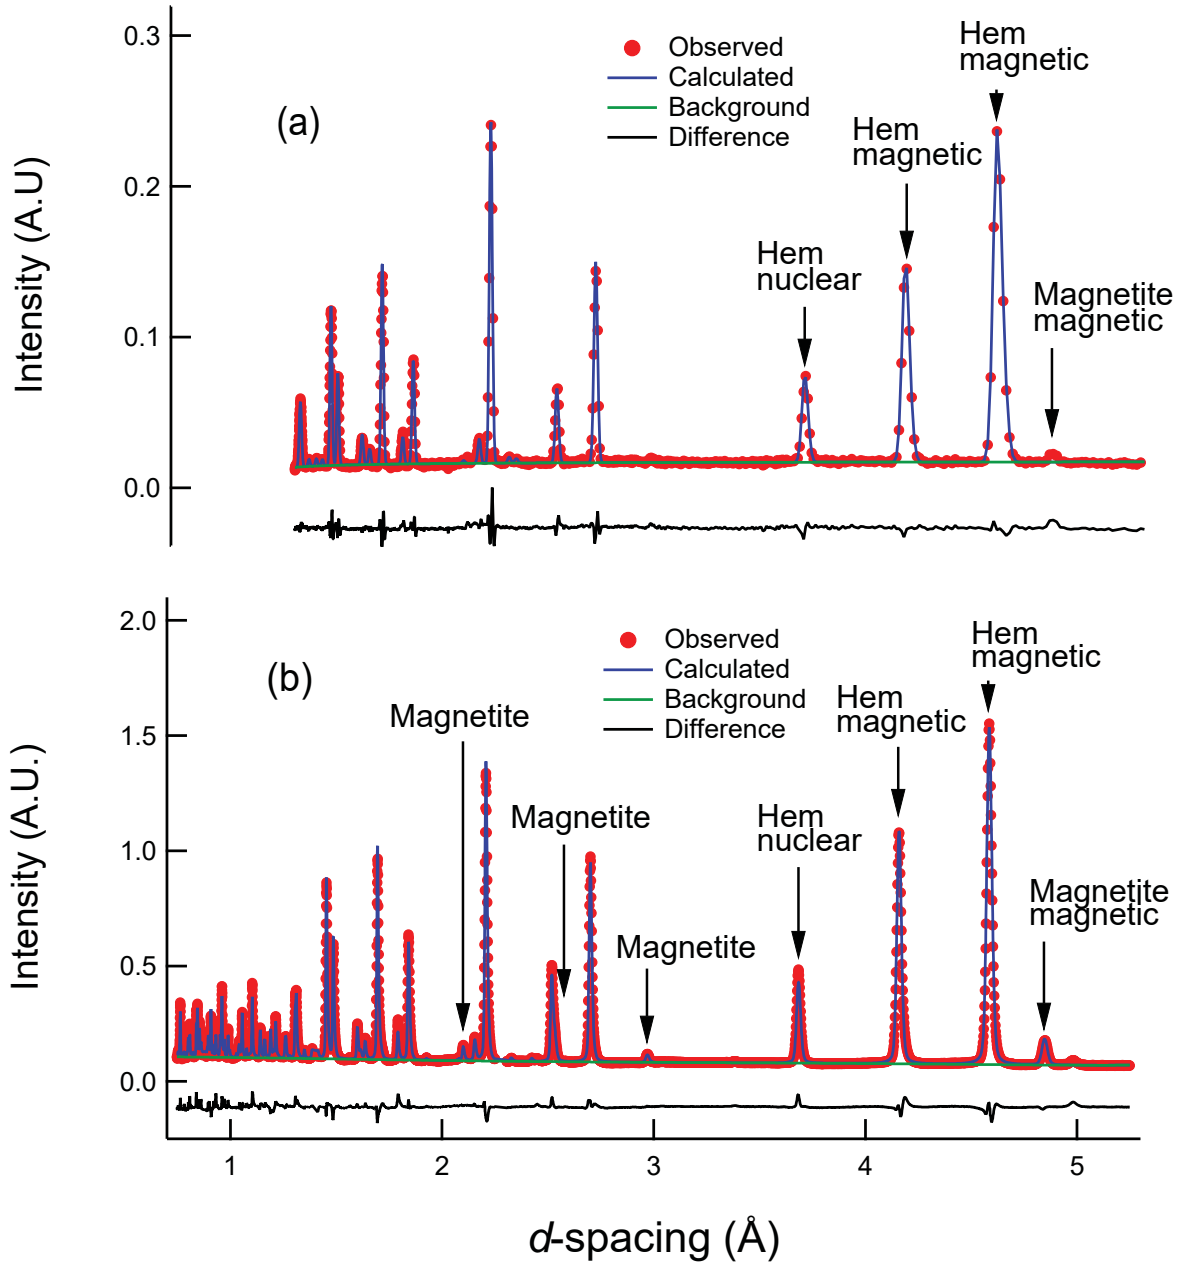 0.3
0.2
0.1
0.0
Intensity (A.U)
(a)
Observed
Calculated
Background
Difference
Hem
magnetic
Hem
magnetic
Hem
nuclear
Magnetite
magnetic
2.0
1.5
1.0
0.5
0.0
Intensity (A.U.)
(b)
Observed
Calculated
Background
Difference
Hem
magnetic
Hem
magnetic
Magnetite
Magnetite
Hem
nuclear
Magnetite
Magnetite
magnetic
1 2 3 4 5
d-spacing (Å)